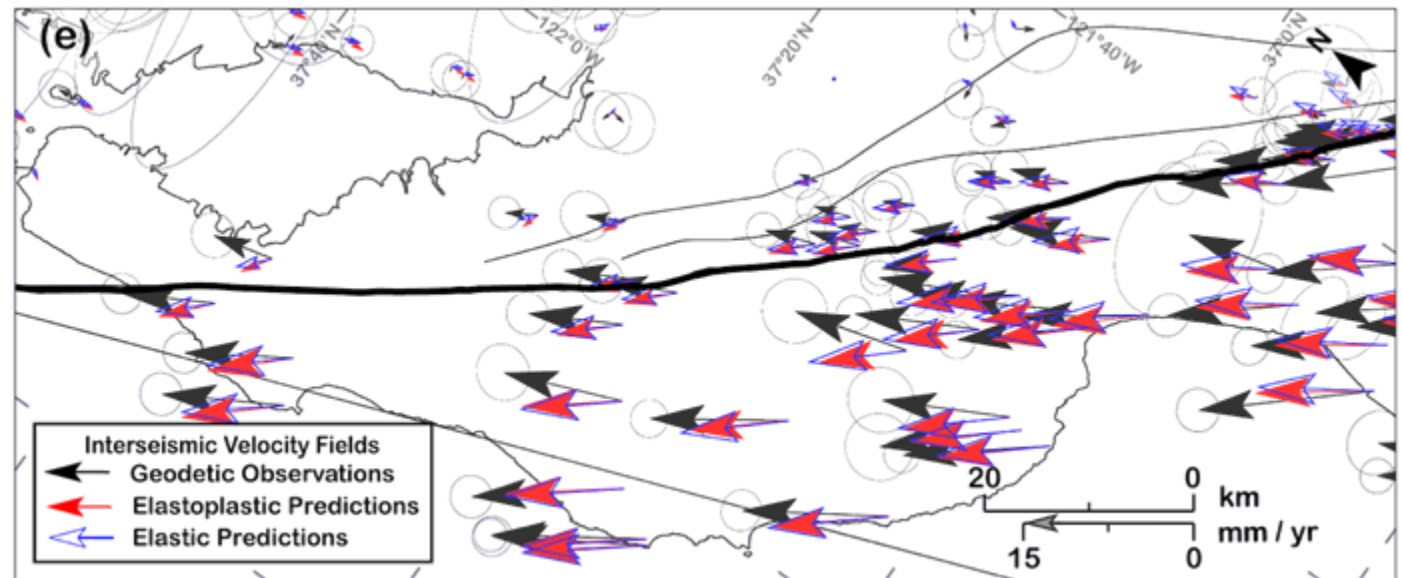 (e)
37°40'N
122°0'W
37°20'N
121°40'W
37°0'N
N
Interseismic Velocity Fields
Geodetic Observations
Elastoplastic Predictions
Elastic Predictions
20 0
km
mm / yr
15 0